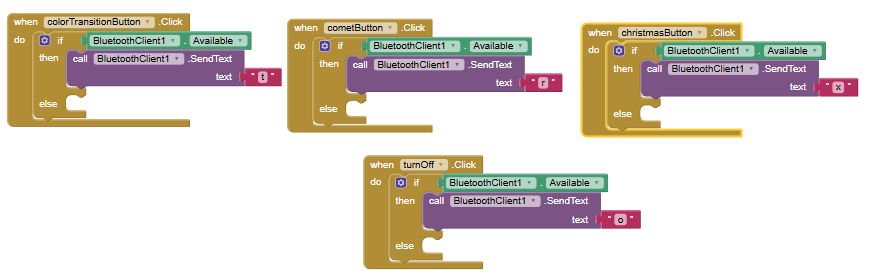 when colorTransitionButton .Click
do if BluetoothClient1 . Available
then call BluetoothClient1 .SendText
text " t "
else
when cometButton .Click
do if BluetoothClient1 . Available
then call BluetoothClient1 .SendText
text " r "
else
when christmasButton .Click
do if BluetoothClient1 . Available
then call BluetoothClient1 .SendText
text " x "
else
when turnOff .Click
do if BluetoothClient1 . Available
then call BluetoothClient1 .SendText
text " o "
else